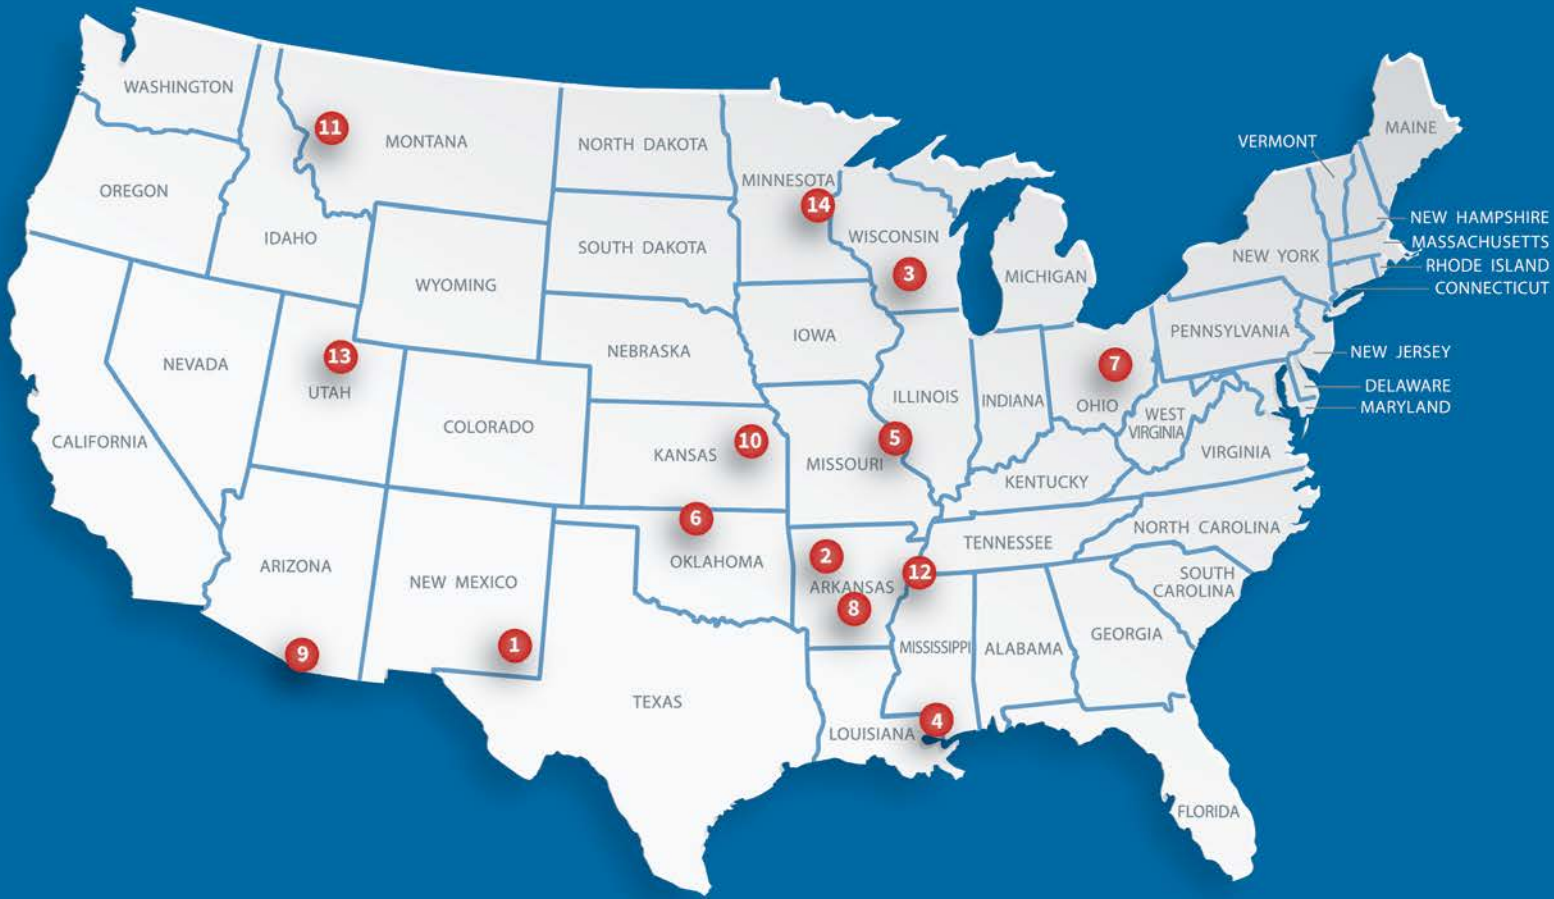 WASHINGTON
11
MONTANA
NORTH DAKOTA
MAINE
VERMONT
MINNESOTA
OREGON
14
NEW HAMPSHIRE
IDAHO
SOUTH DAKOTA
WISCONSIN
MASSACHUSETTS
NEW YORK
RHODE ISLAND
3
MICHIGAN
WYOMING
CONNECTICUT
IOWA
PENNSYLVANIA
NEBRASKA
NEW JERSEY
13
NEVADA
7
DELAWARE
UTAH
ILLINOIS
INDIANA
OHIO
MARYLAND
WEST
VIRGINIA
COLORADO
CALIFORNIA
10
5
KANSAS
MISSOURI
VIRGINIA
KENTUCKY
6
NORTH CAROLINA
TENNESSEE
2
OKLAHOMA
ARIZONA
12
NEW MEXICO
ARKANSAS
SOUTH
CAROLINA
8
GEORGIA
1
MISSISSIPPI
ALABAMA
9
TEXAS
4
LOUISIANA
FLORIDA